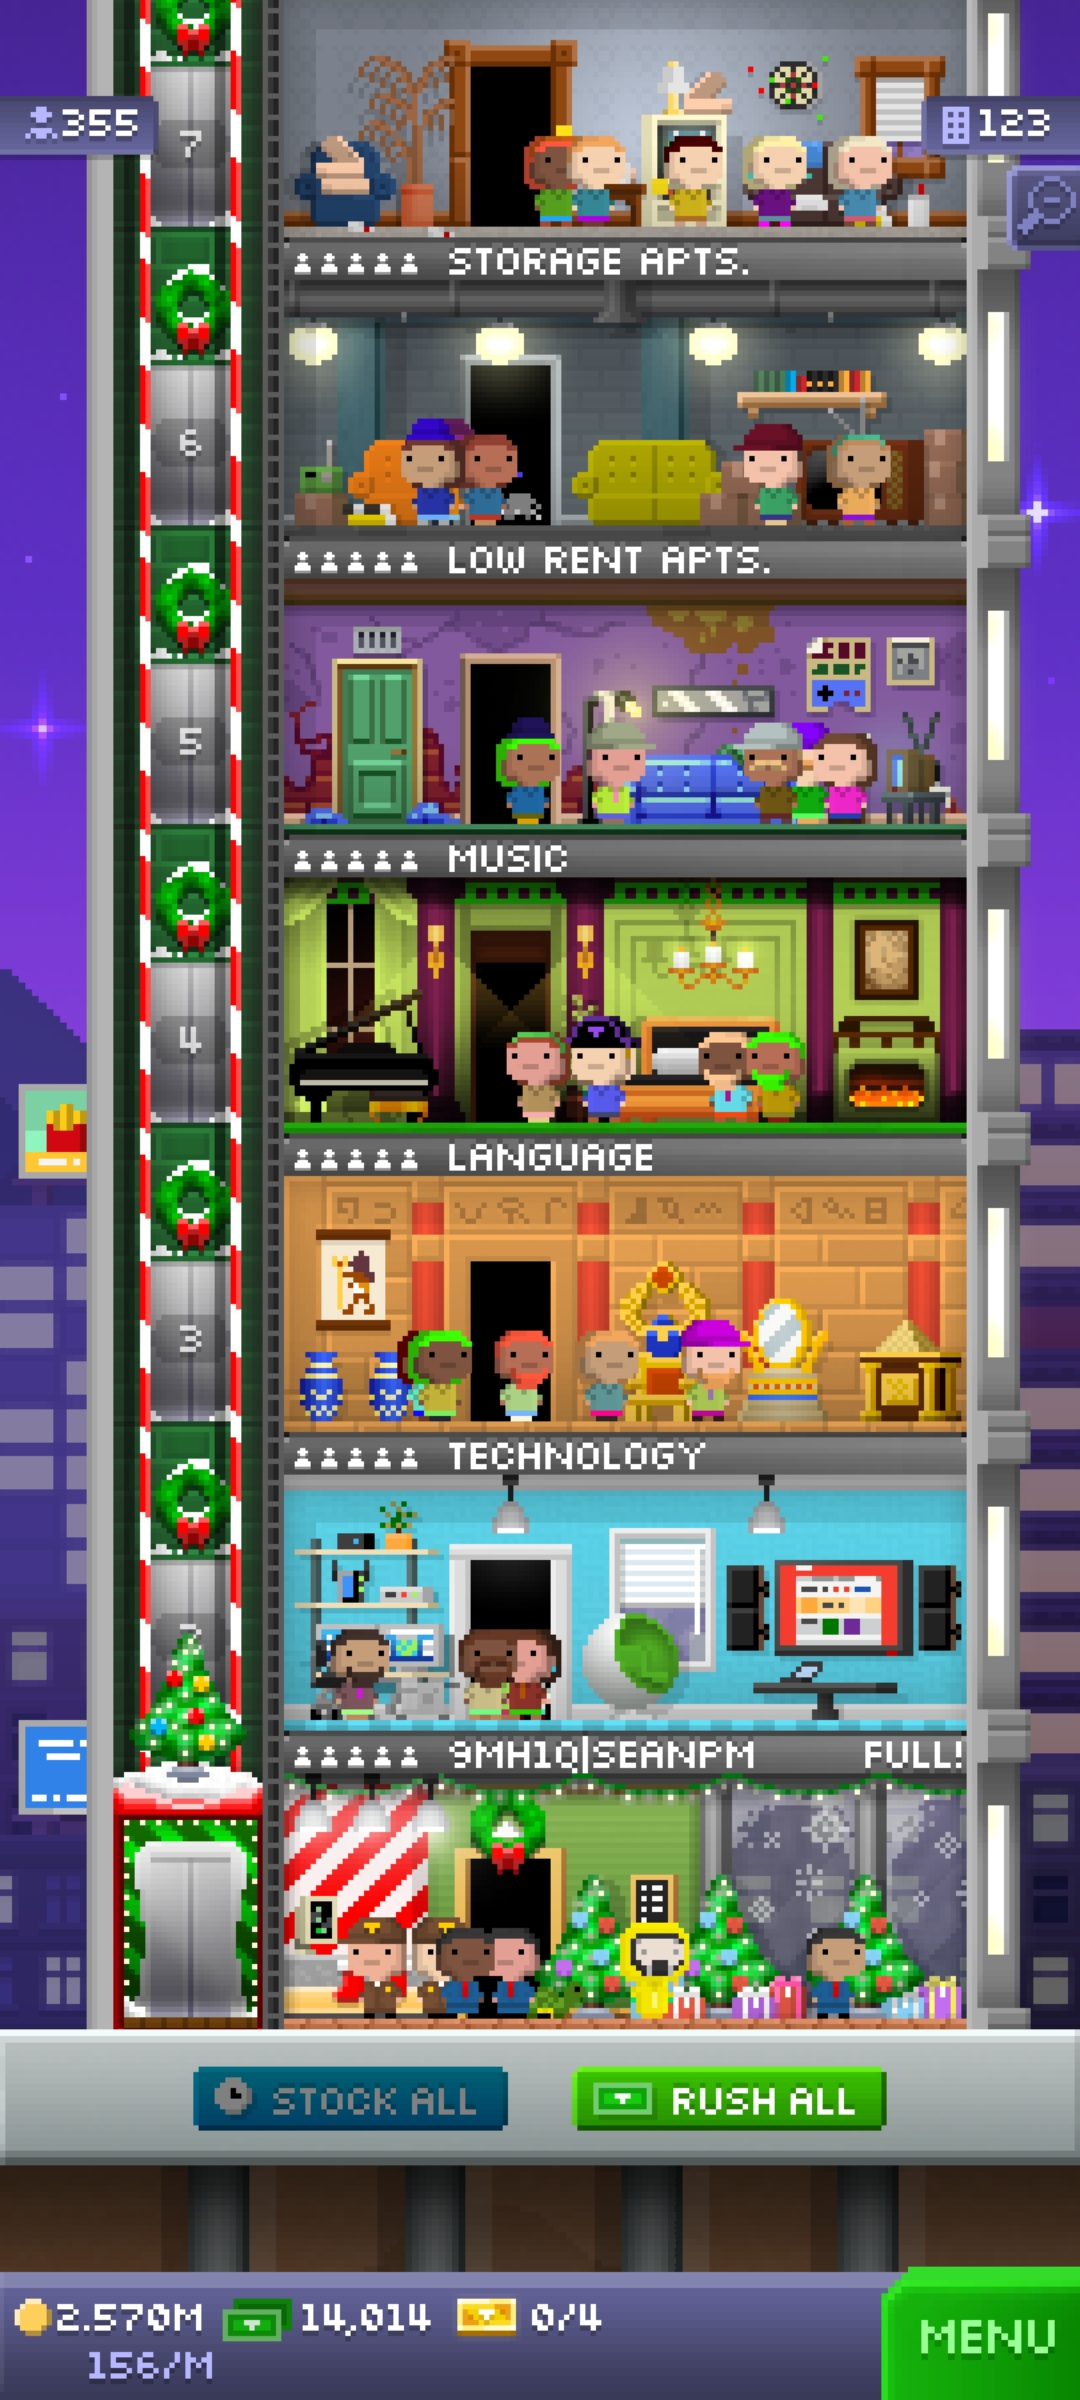 7
355
123
STORAGE APTS.
6
LOW RENT APTS.
5
MUSIC
4
LANGUAGE
3
TECHNOLOGY
9MH1Q|SEANPM FULL!
STOCK ALL
RUSH ALL
2.570M 14,014 0/4
156/M
MENU